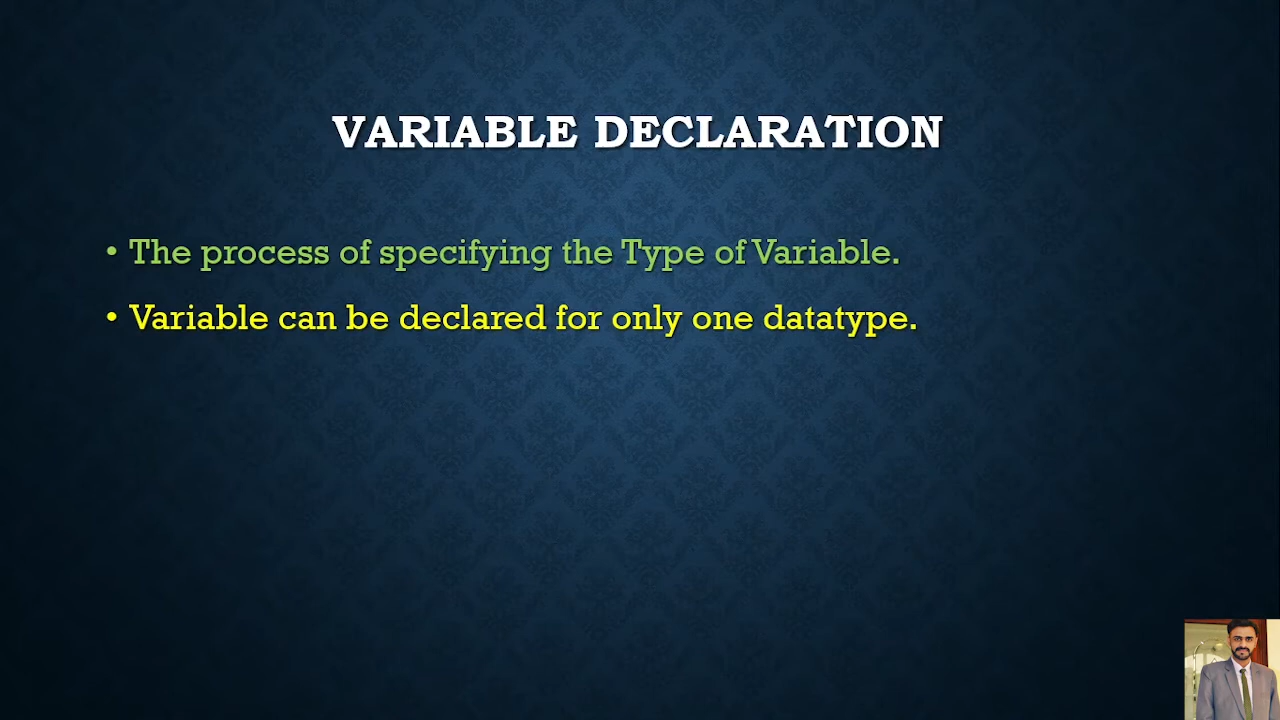 VARIABLE DECLARATION
• The process of specifying the Type of Variable.
• Variable can be declared for only one datatype.